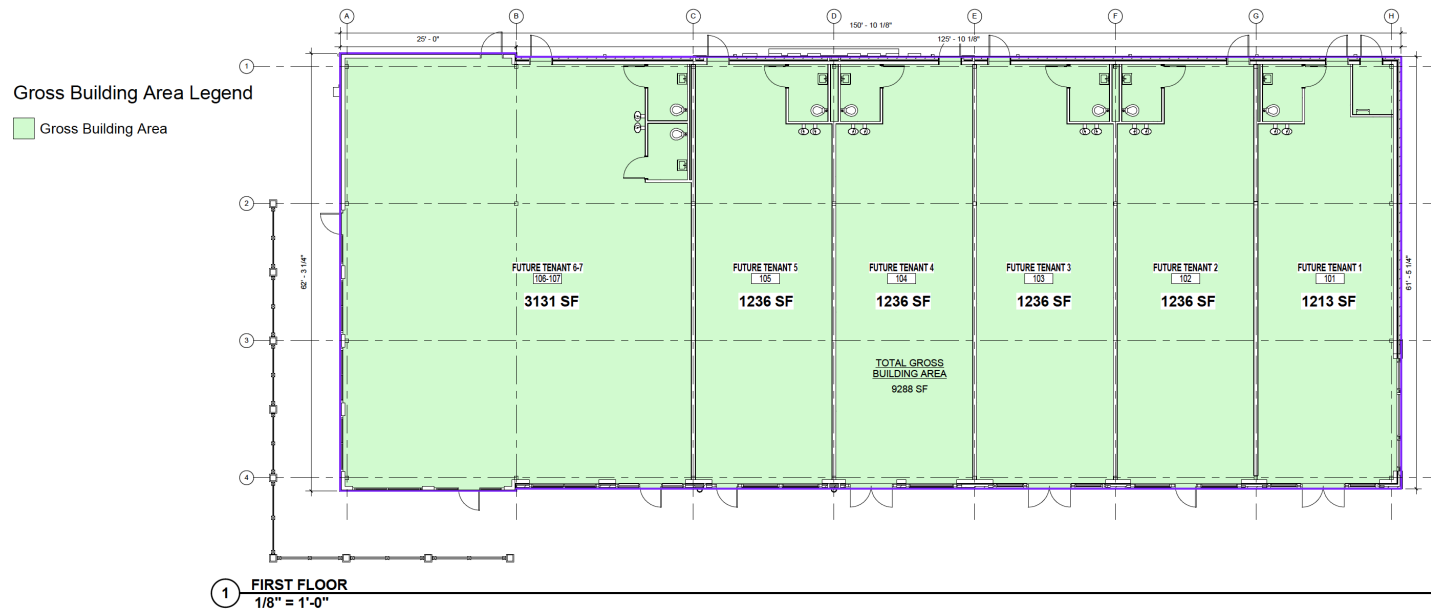 A B C D E F G H
150' - 10 1/8"
25' - 0"
125' - 10 1/8"
1
Gross Building Area Legend
Gross Building Area
2
62' - 3 1/4"
61' - 5 1/4"
FUTURE TENANT 6-7
106-107
3131 SF
FUTURE TENANT 5
105
1236 SF
FUTURE TENANT 4
104
1236 SF
FUTURE TENANT 3
103
1236 SF
FUTURE TENANT 2
102
1236 SF
FUTURE TENANT 1
101
1213 SF
3
TOTAL GROSS
BUILDING AREA
9288 SF
4
1
FIRST FLOOR
1/8" = 1'-0"